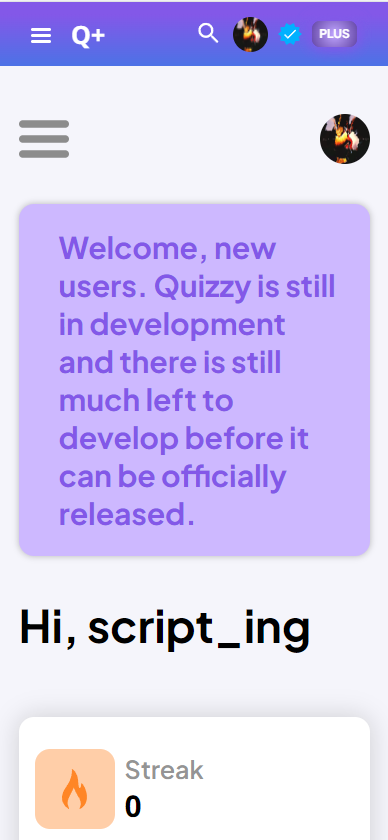 Q+
PLUS
Welcome, new
users. Quizzy is still
in development
and there is still
much left to
develop before it
can be officially
released.
Hi, script_ing
Streak
0